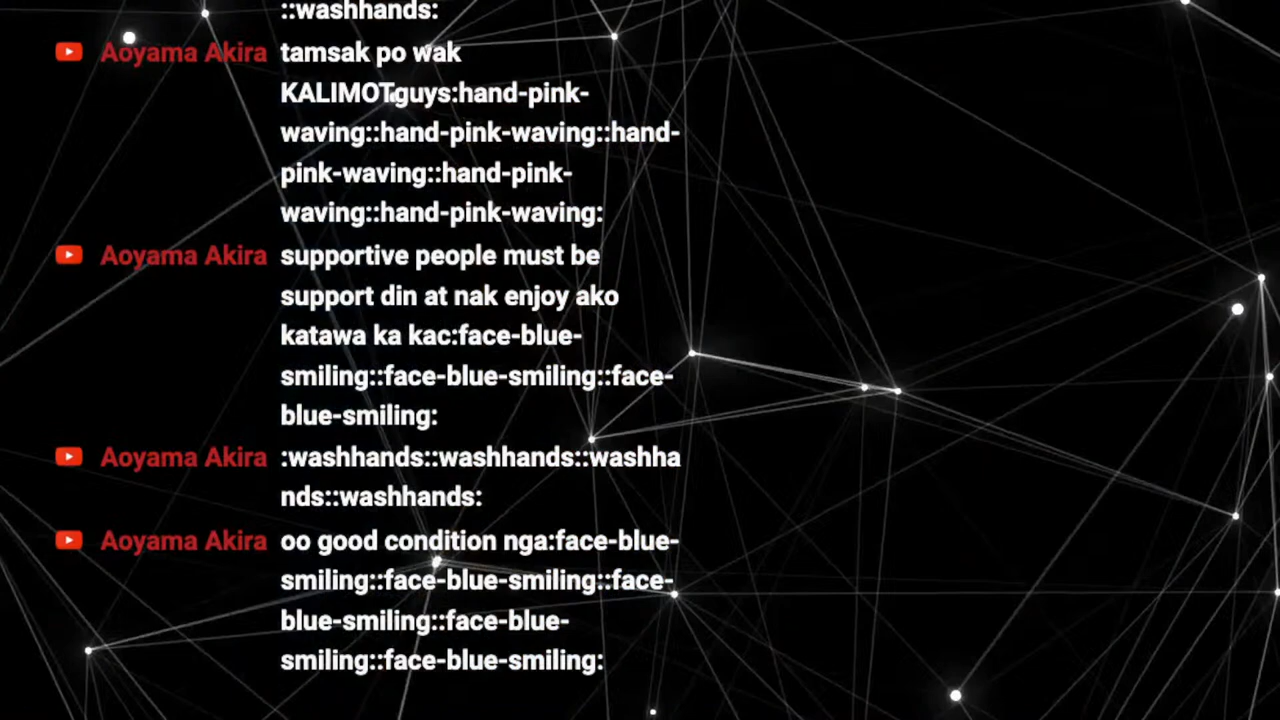 ::washhands:
Aoyama Akira tamsak po wak
KALIMOT.guys:hand-pink-
waving::hand-pink-waving::hand-
pink-waving::hand-pink-
waving::hand-pink-waving:
Aoyama Akira supportive people must be
support din at nak enjoy ako
katawa ka kac:face-blue-
smiling::face-blue-smiling::face-
blue-smiling:
Aoyama Akira :washhands::washhands::washha
nds::washhands:
Aoyama Akira oo good condition nga:face-blue-
smiling::face-blue-smiling::face-
blue-smiling::face-blue-
smiling::face-blue-smiling: